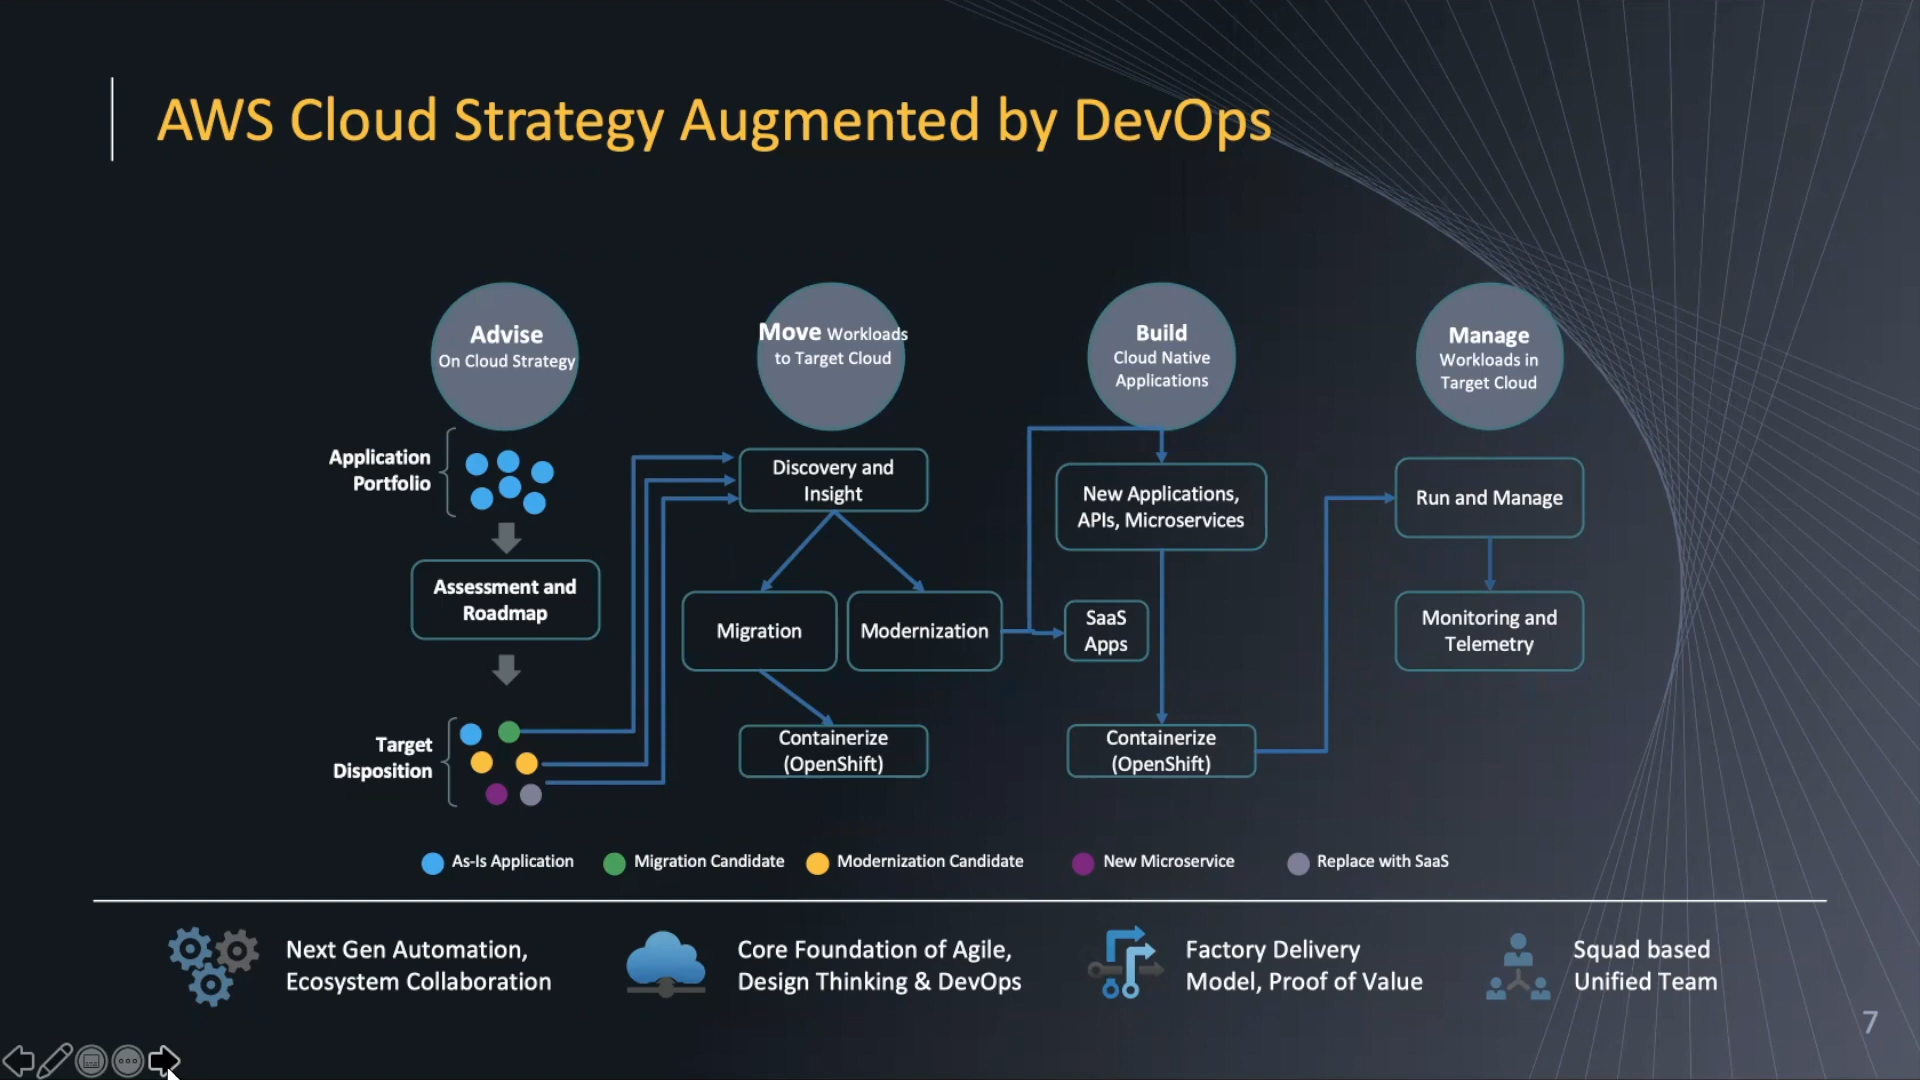 AWS Cloud Strategy Augmented by DevOps
Advise
On Cloud Strategy
Move Workloads
to Target Cloud
Build
Cloud Native
Applications
Manage
Workloads in
Target Cloud
Application
Portfolio
Assessment and
Roadmap
Target
Disposition
Discovery and
Insight
Migration
Modernization
Containerize
(OpenShift)
New Applications,
APIs, Microservices
SaaS
Apps
Containerize
(OpenShift)
Run and Manage
Monitoring and
Telemetry
As-Is Application
Migration Candidate
Modernization Candidate
New Microservice
Replace with SaaS
Next Gen Automation,
Ecosystem Collaboration
Core Foundation of Agile,
Design Thinking & DevOps
Factory Delivery
Model, Proof of Value
Squad based
Unified Team
7